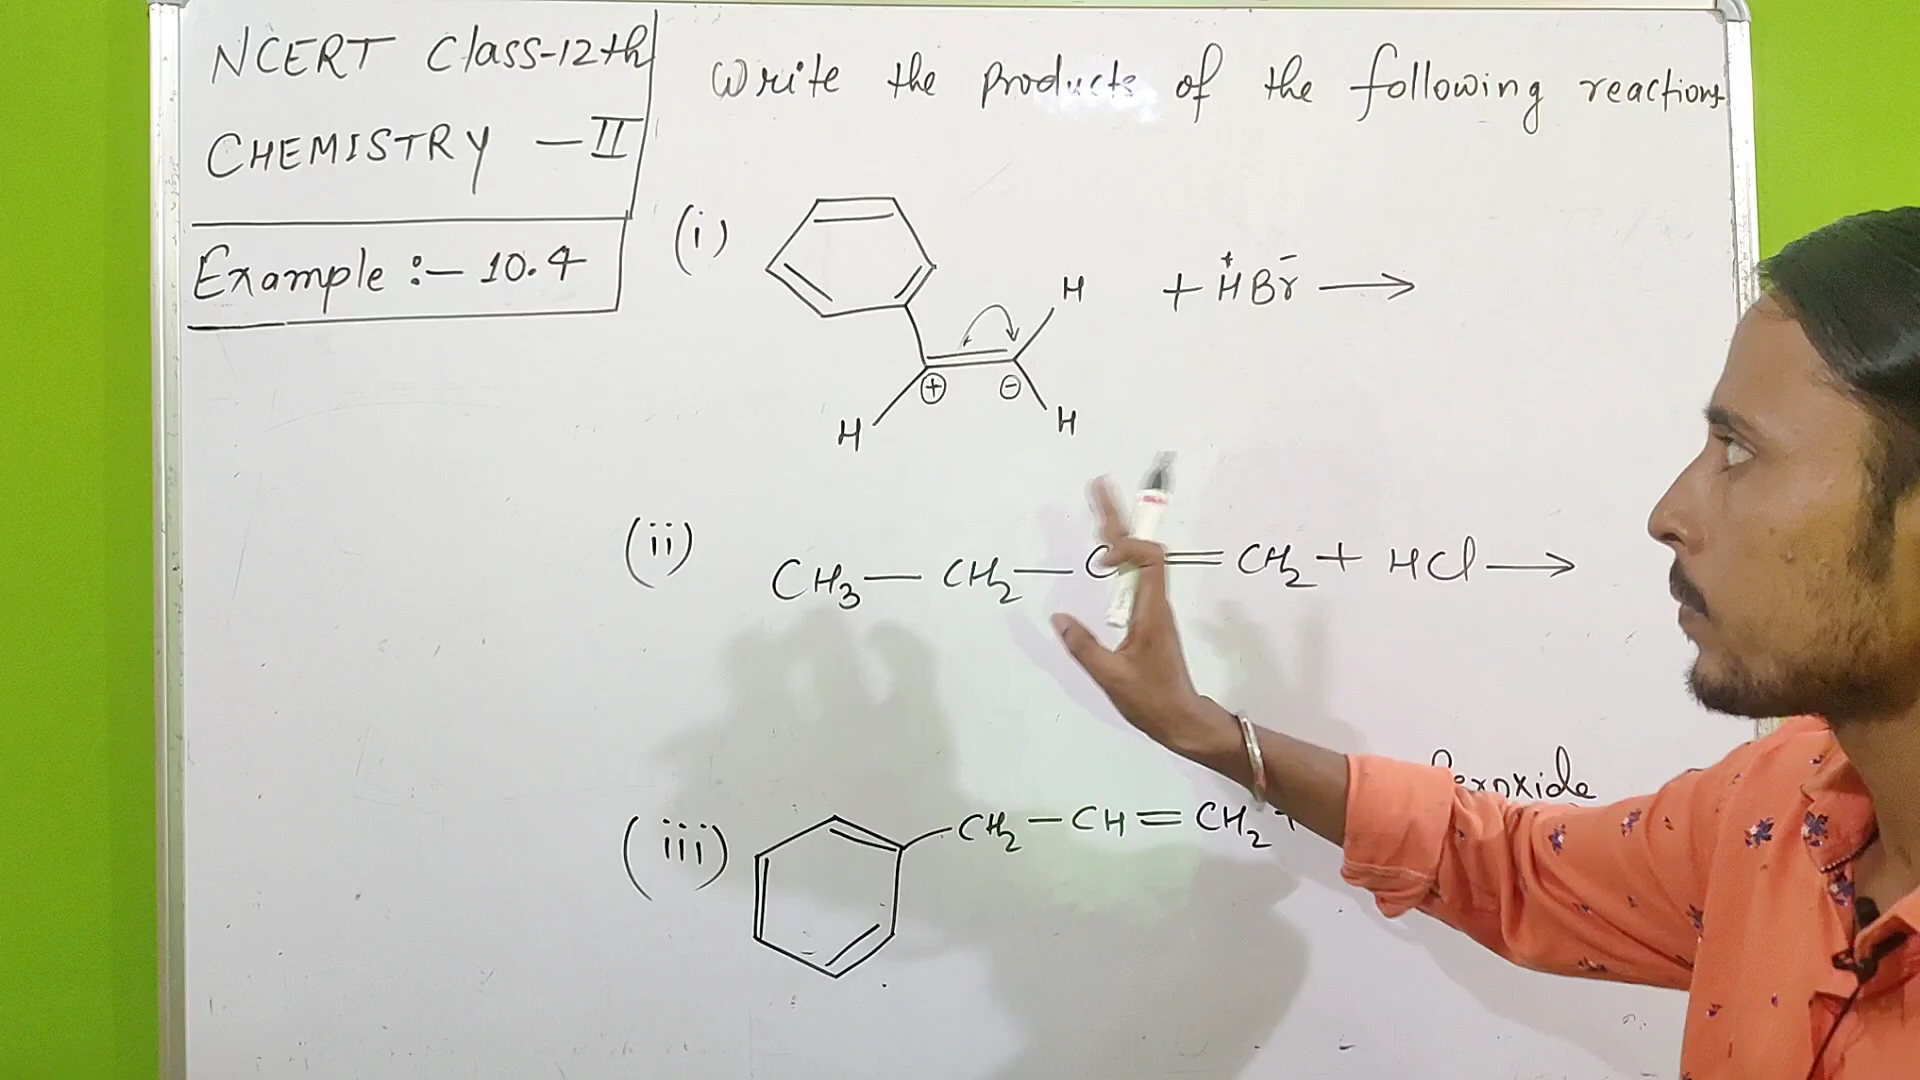 NCERT Class-12th
CHEMISTRY - II
Example :- 10.4
Write the products of the following reactions
(i)
H
H
H
⊕
⊖
+ H⁺Br⁻ →
(ii) CH₃ — CH₂ — C = CH₂ + HCl →
Peroxide
(iii) CH₂ — CH = CH₂ +